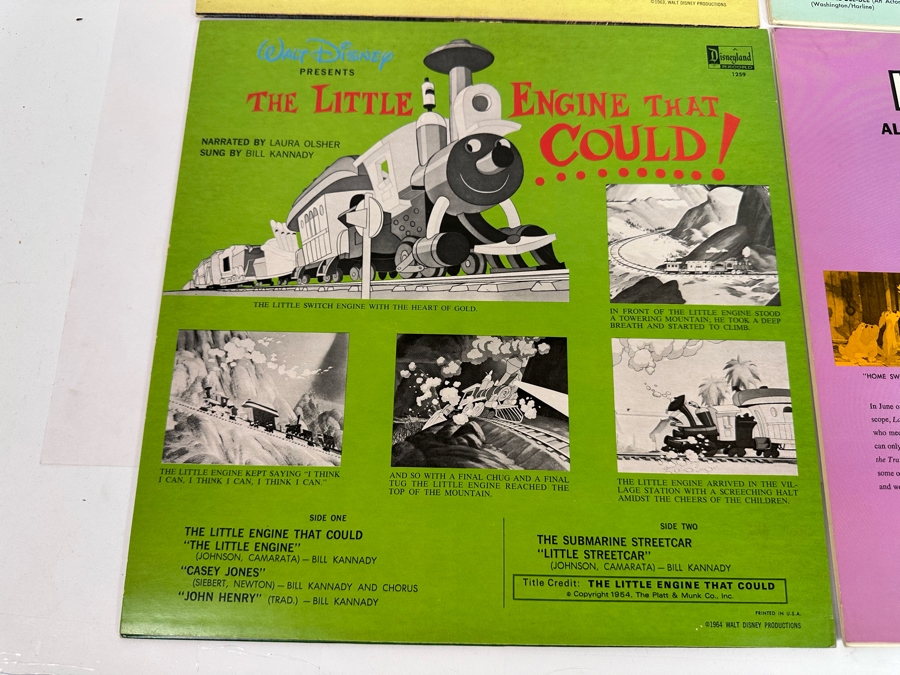 ©1963, WALT DISNEY PRODUCTIONS
(Washington/Harline)
Walt Disney
PRESENTS
THE LITTLE ENGINE THAT
COULD!
Disneyland
1259
NARRATED BY LAURA OLSHER
SUNG BY BILL KANNADY
THE LITTLE SWITCH ENGINE WITH THE HEART OF GOLD.
IN FRONT OF THE LITTLE ENGINE STOOD
A TOWERING MOUNTAIN; HE TOOK A DEEP
BREATH AND STARTED TO CLIMB.
THE LITTLE ENGINE KEPT SAYING "I THINK
I CAN, I THINK I CAN, I THINK I CAN."
AND SO WITH A FINAL CHUG AND A FINAL
TUG THE LITTLE ENGINE REACHED THE
TOP OF THE MOUNTAIN.
THE LITTLE ENGINE ARRIVED IN THE VIL-
LAGE STATION WITH A SCREECHING HALT
AMIDST THE CHEERS OF THE CHILDREN.
SIDE ONE
THE LITTLE ENGINE THAT COULD
"THE LITTLE ENGINE"
(JOHNSON, CAMARATA) — BILL KANNADY
"CASEY JONES"
(SIEBERT, NEWTON) — BILL KANNADY AND CHORUS
"JOHN HENRY" (TRAD.) — BILL KANNADY
SIDE TWO
THE SUBMARINE STREETCAR
"LITTLE STREETCAR"
(JOHNSON, CAMARATA) — BILL KANNADY
Title Credit: THE LITTLE ENGINE THAT COULD
© Copyright 1954, The Platt & Munk Co., Inc.
PRINTED IN U.S.A.
©1964 WALT DISNEY PRODUCTIONS
AL
"HOME SW
In June o
scope, La
who mee
can only
the Tra
some o
and we